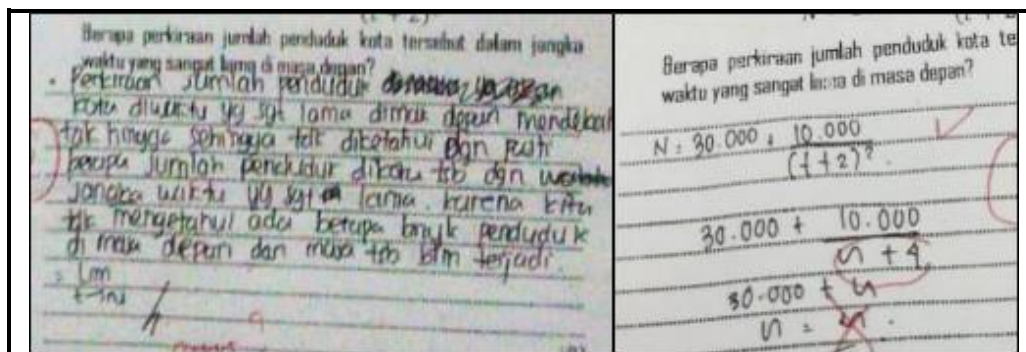 Berapa perkiraan jumlah penduduk kota tersebut dalam jangka
waktu yang sangat lama di masa depan?
Perkiraan jumlah penduduk
kota diwaktu yg sgt lama dimasa depan mendekati
tak hingga sehingga tdk diketahui dgn pasti
berapa jumlah penduduk dikota tsb dgn
jangka waktu yg sgt lama. karena kita
tdk mengetahui ada berapa bnyk penduduk
di masa depan dan masa tsb blm terjadi.
= Lim
Berapa perkiraan jumlah penduduk kota te
waktu yang sangat lama di masa depan?
N = 30.000 + 10.000
(t + 2)²
30.000 + 10.000
∽ + 4
30.000 + ∽
∽ =